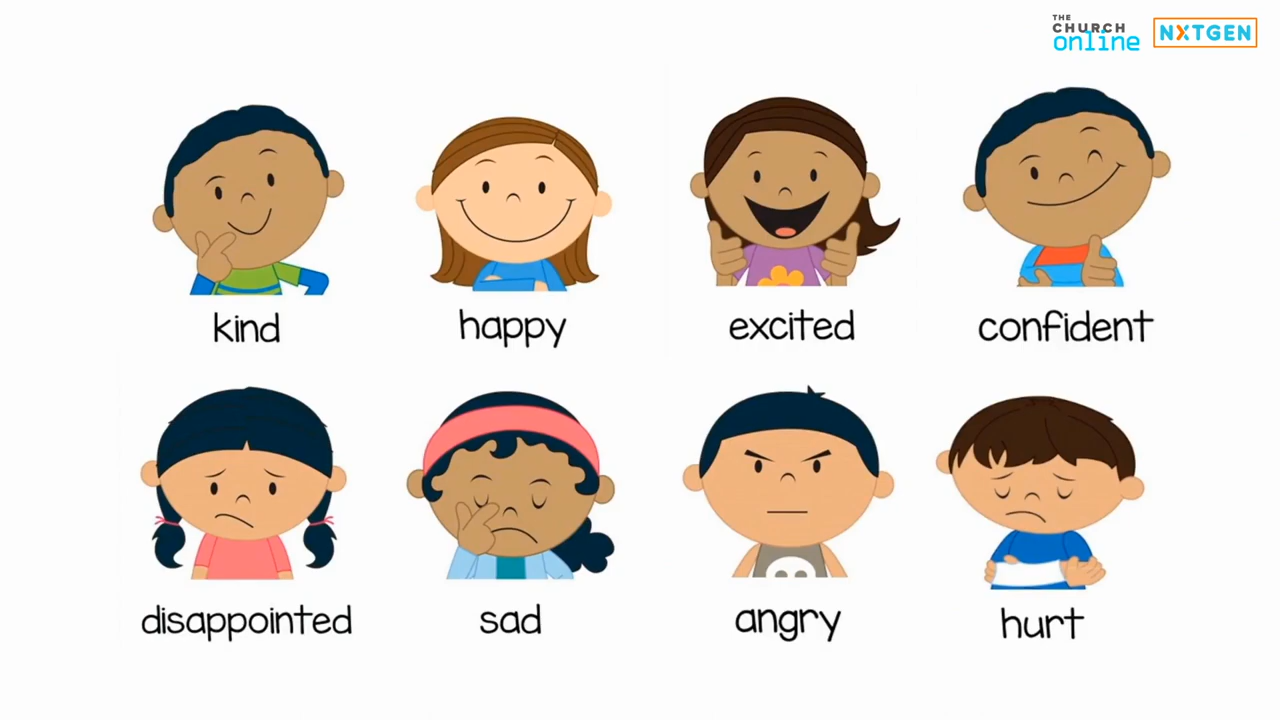 THE
CHURCH
online
NXTGEN
kind
happy
excited
confident
disappointed
sad
angry
hurt